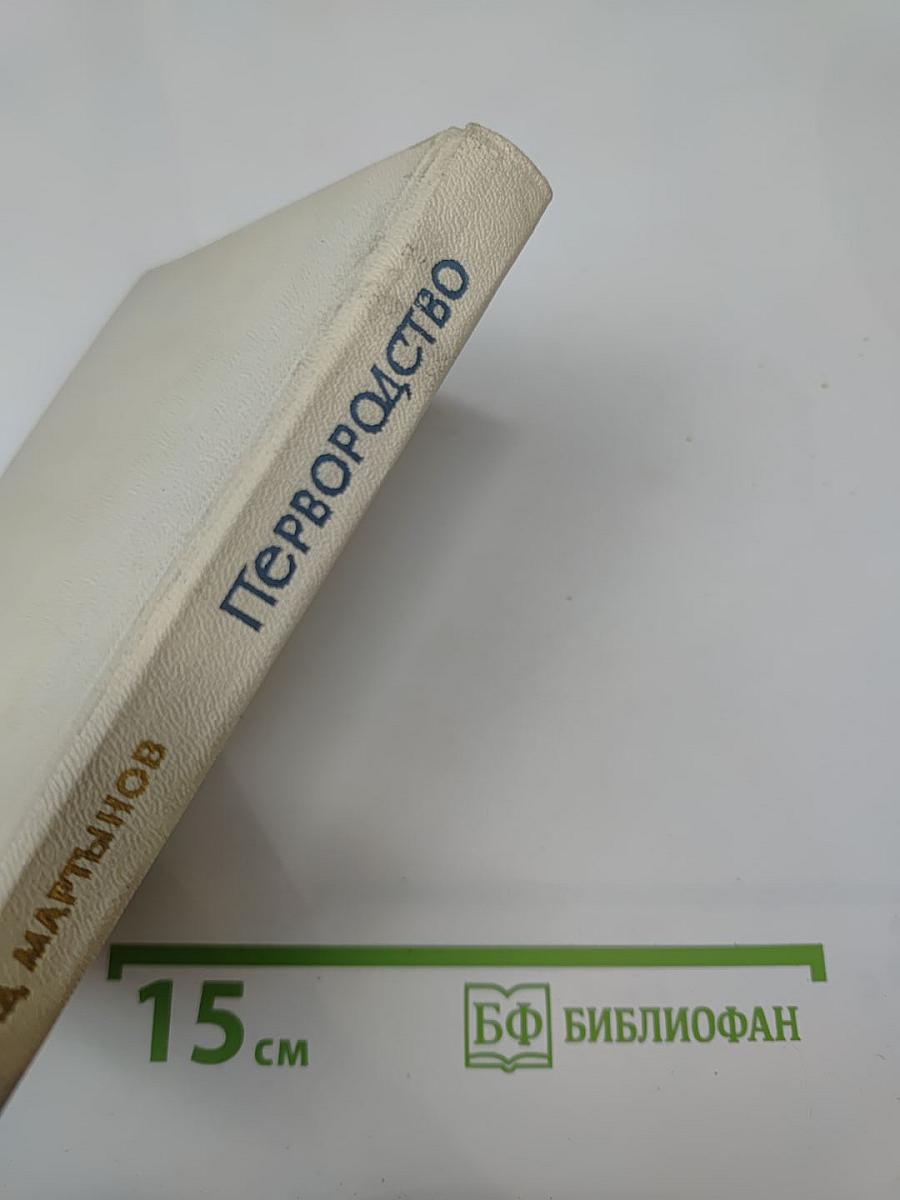 Первородство
Д МАРТЫНОВ
15 см
БФ БИБЛИОФАН